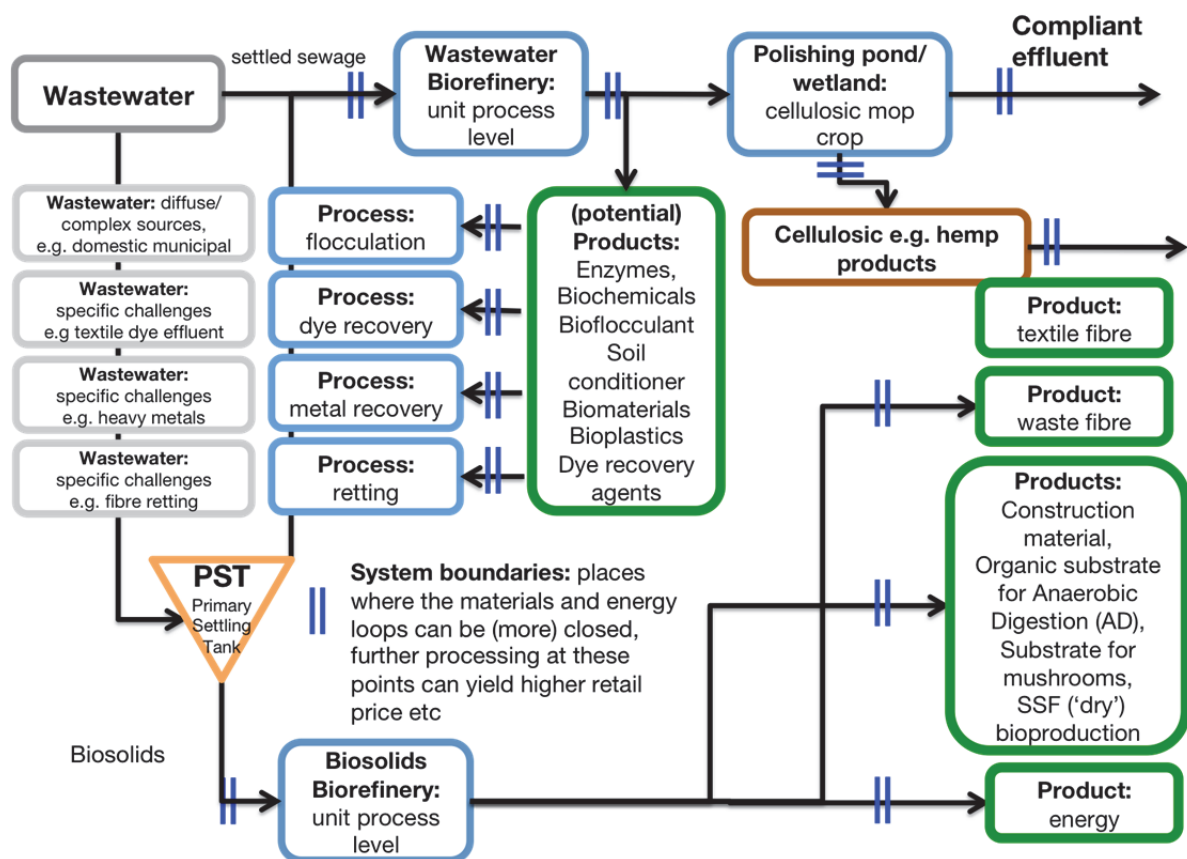 settled sewage
Wastewater
Wastewater
Biorefinery:
unit process
level
Polishing pond/
wetland:
cellulosic mop
crop
Compliant
effluent
Wastewater: diffuse/
complex sources,
e.g. domestic municipal
Wastewater:
specific challenges
e.g textile dye effluent
Wastewater:
specific challenges
e.g. heavy metals
Wastewater:
specific challenges
e.g. fibre retting
Process:
flocculation
Process:
dye recovery
Process:
metal recovery
Process:
retting
(potential)
Products:
Enzymes,
Biochemicals
Bioflocculant
Soil
conditioner
Biomaterials
Bioplastics
Dye recovery
agents
Cellulosic e.g. hemp
products
Product:
textile fibre
Product:
waste fibre
Products:
Construction
material,
Organic substrate
for Anaerobic
Digestion (AD),
Substrate for
mushrooms,
SSF (‘dry’)
bioproduction
Product:
energy
PST
Primary
Settling
Tank
System boundaries: places
where the materials and energy
loops can be (more) closed,
further processing at these
points can yield higher retail
price etc
Biosolids
Biosolids
Biorefinery:
unit process
level